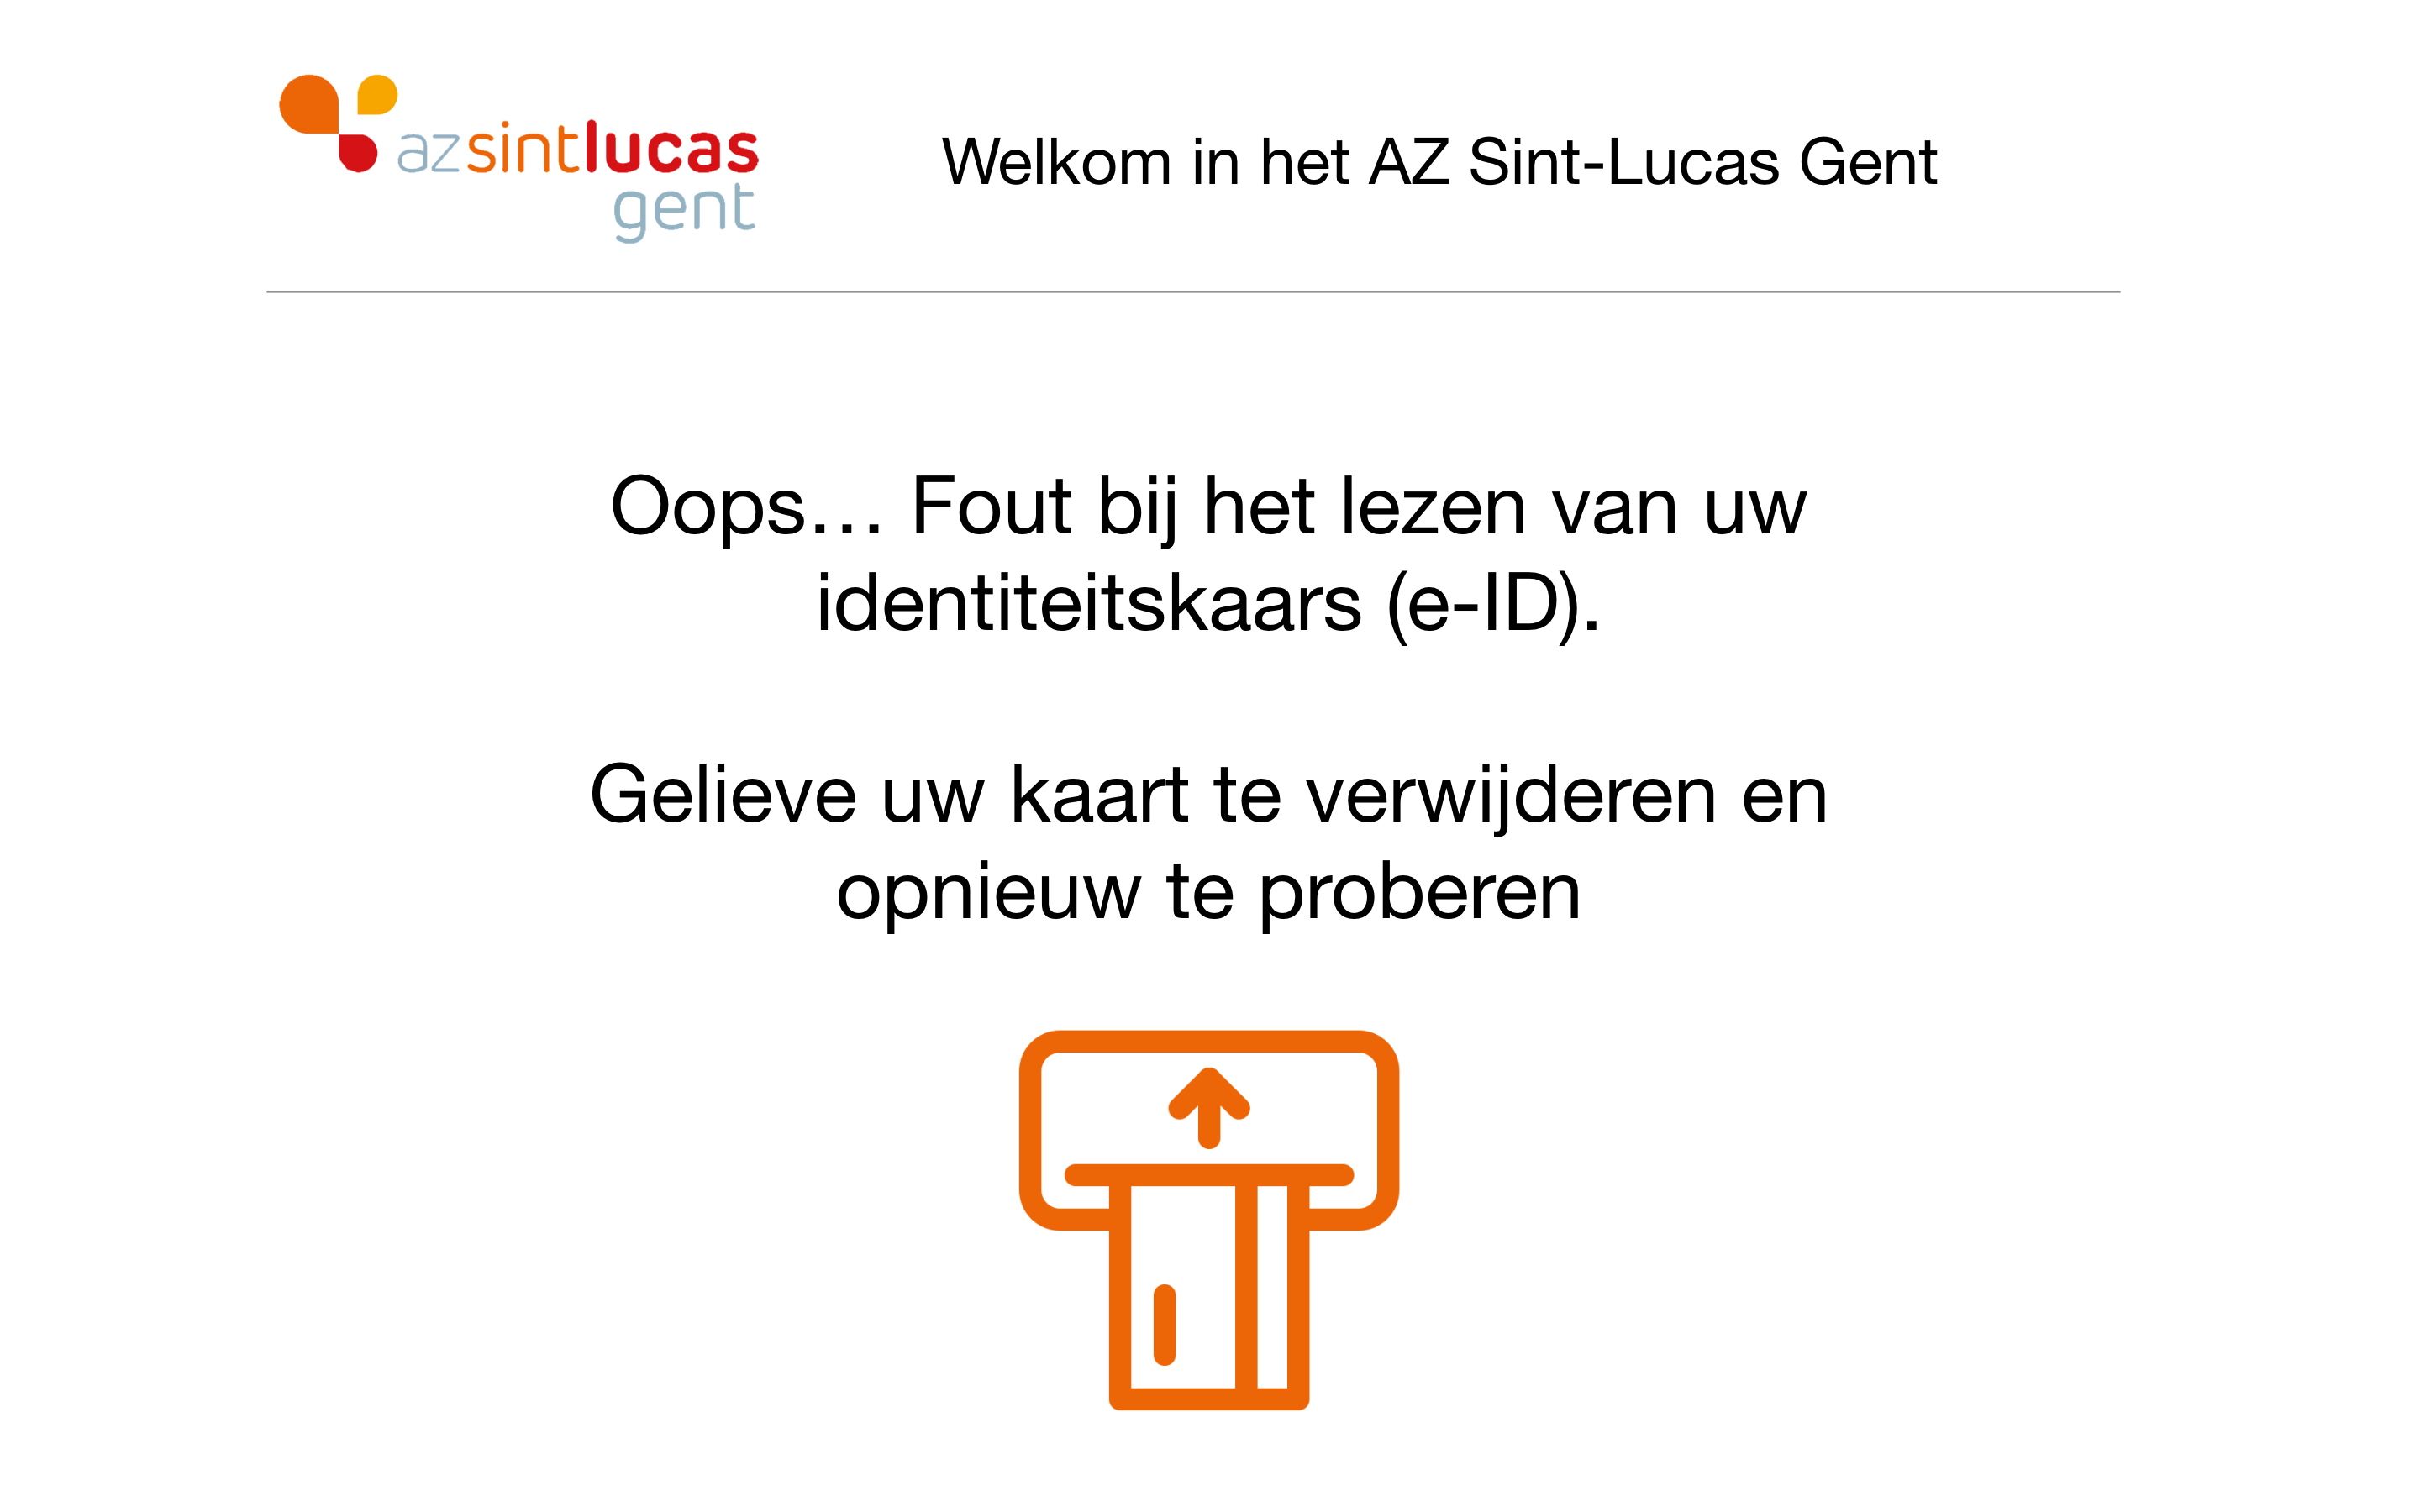 azsintlucas
gent
Welkom in het AZ Sint-Lucas Gent
Oops... Fout bij het lezen van uw
identiteitskaars (e-ID).
Gelieve uw kaart te verwijderen en
opnieuw te proberen